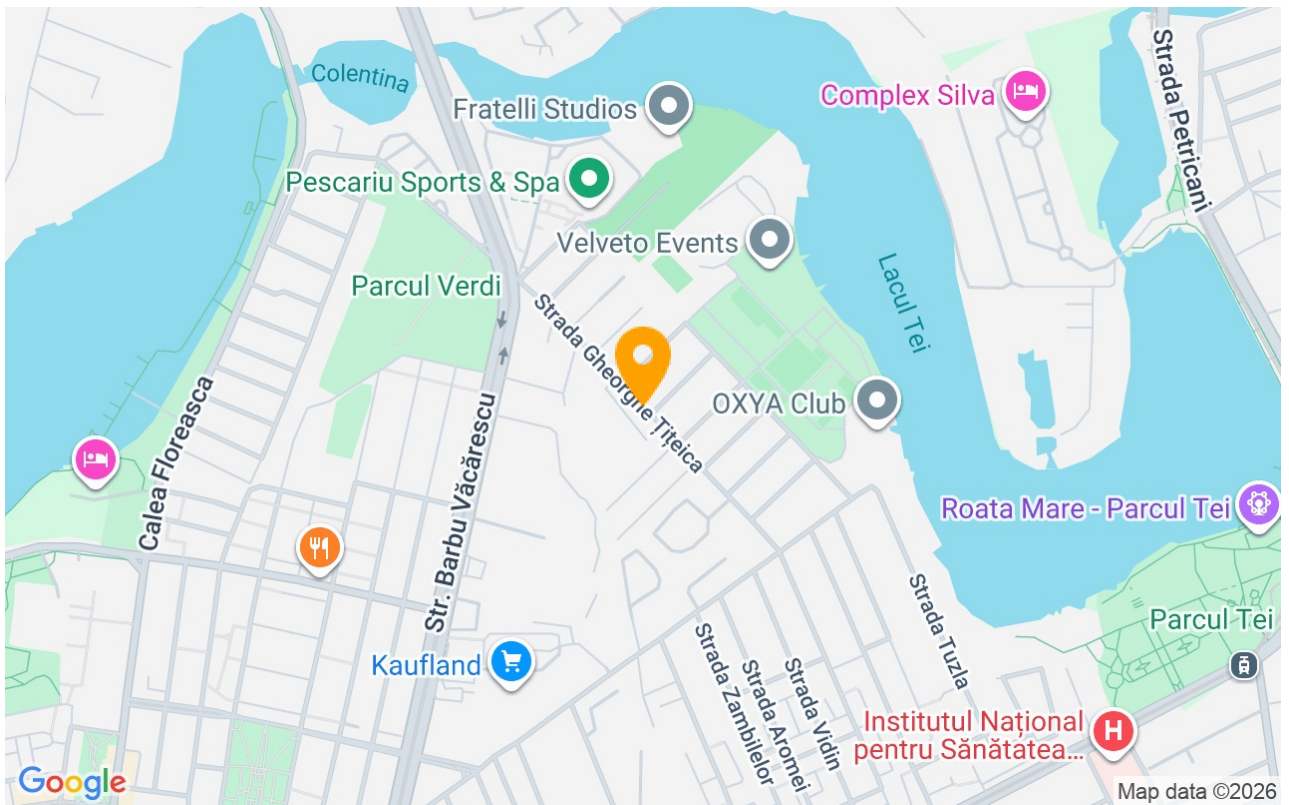 Colentina
Fratelli Studios
Complex Silva
Strada Petricani
Pescariu Sports & Spa
Velveto Events
Parcul Verdi
Lacul Tei
Strada Gheorghe Țițeica
OXYA Club
Calea Floreasca
Str. Barbu Văcărescu
Roata Mare - Parcul Tei
Strada Tuzla
Parcul Tei
Kaufland
Strada Zambilelor
Strada Aromei
Strada Vidin
Institutul Național
pentru Sănătatea...
H
Google
Map data ©2026